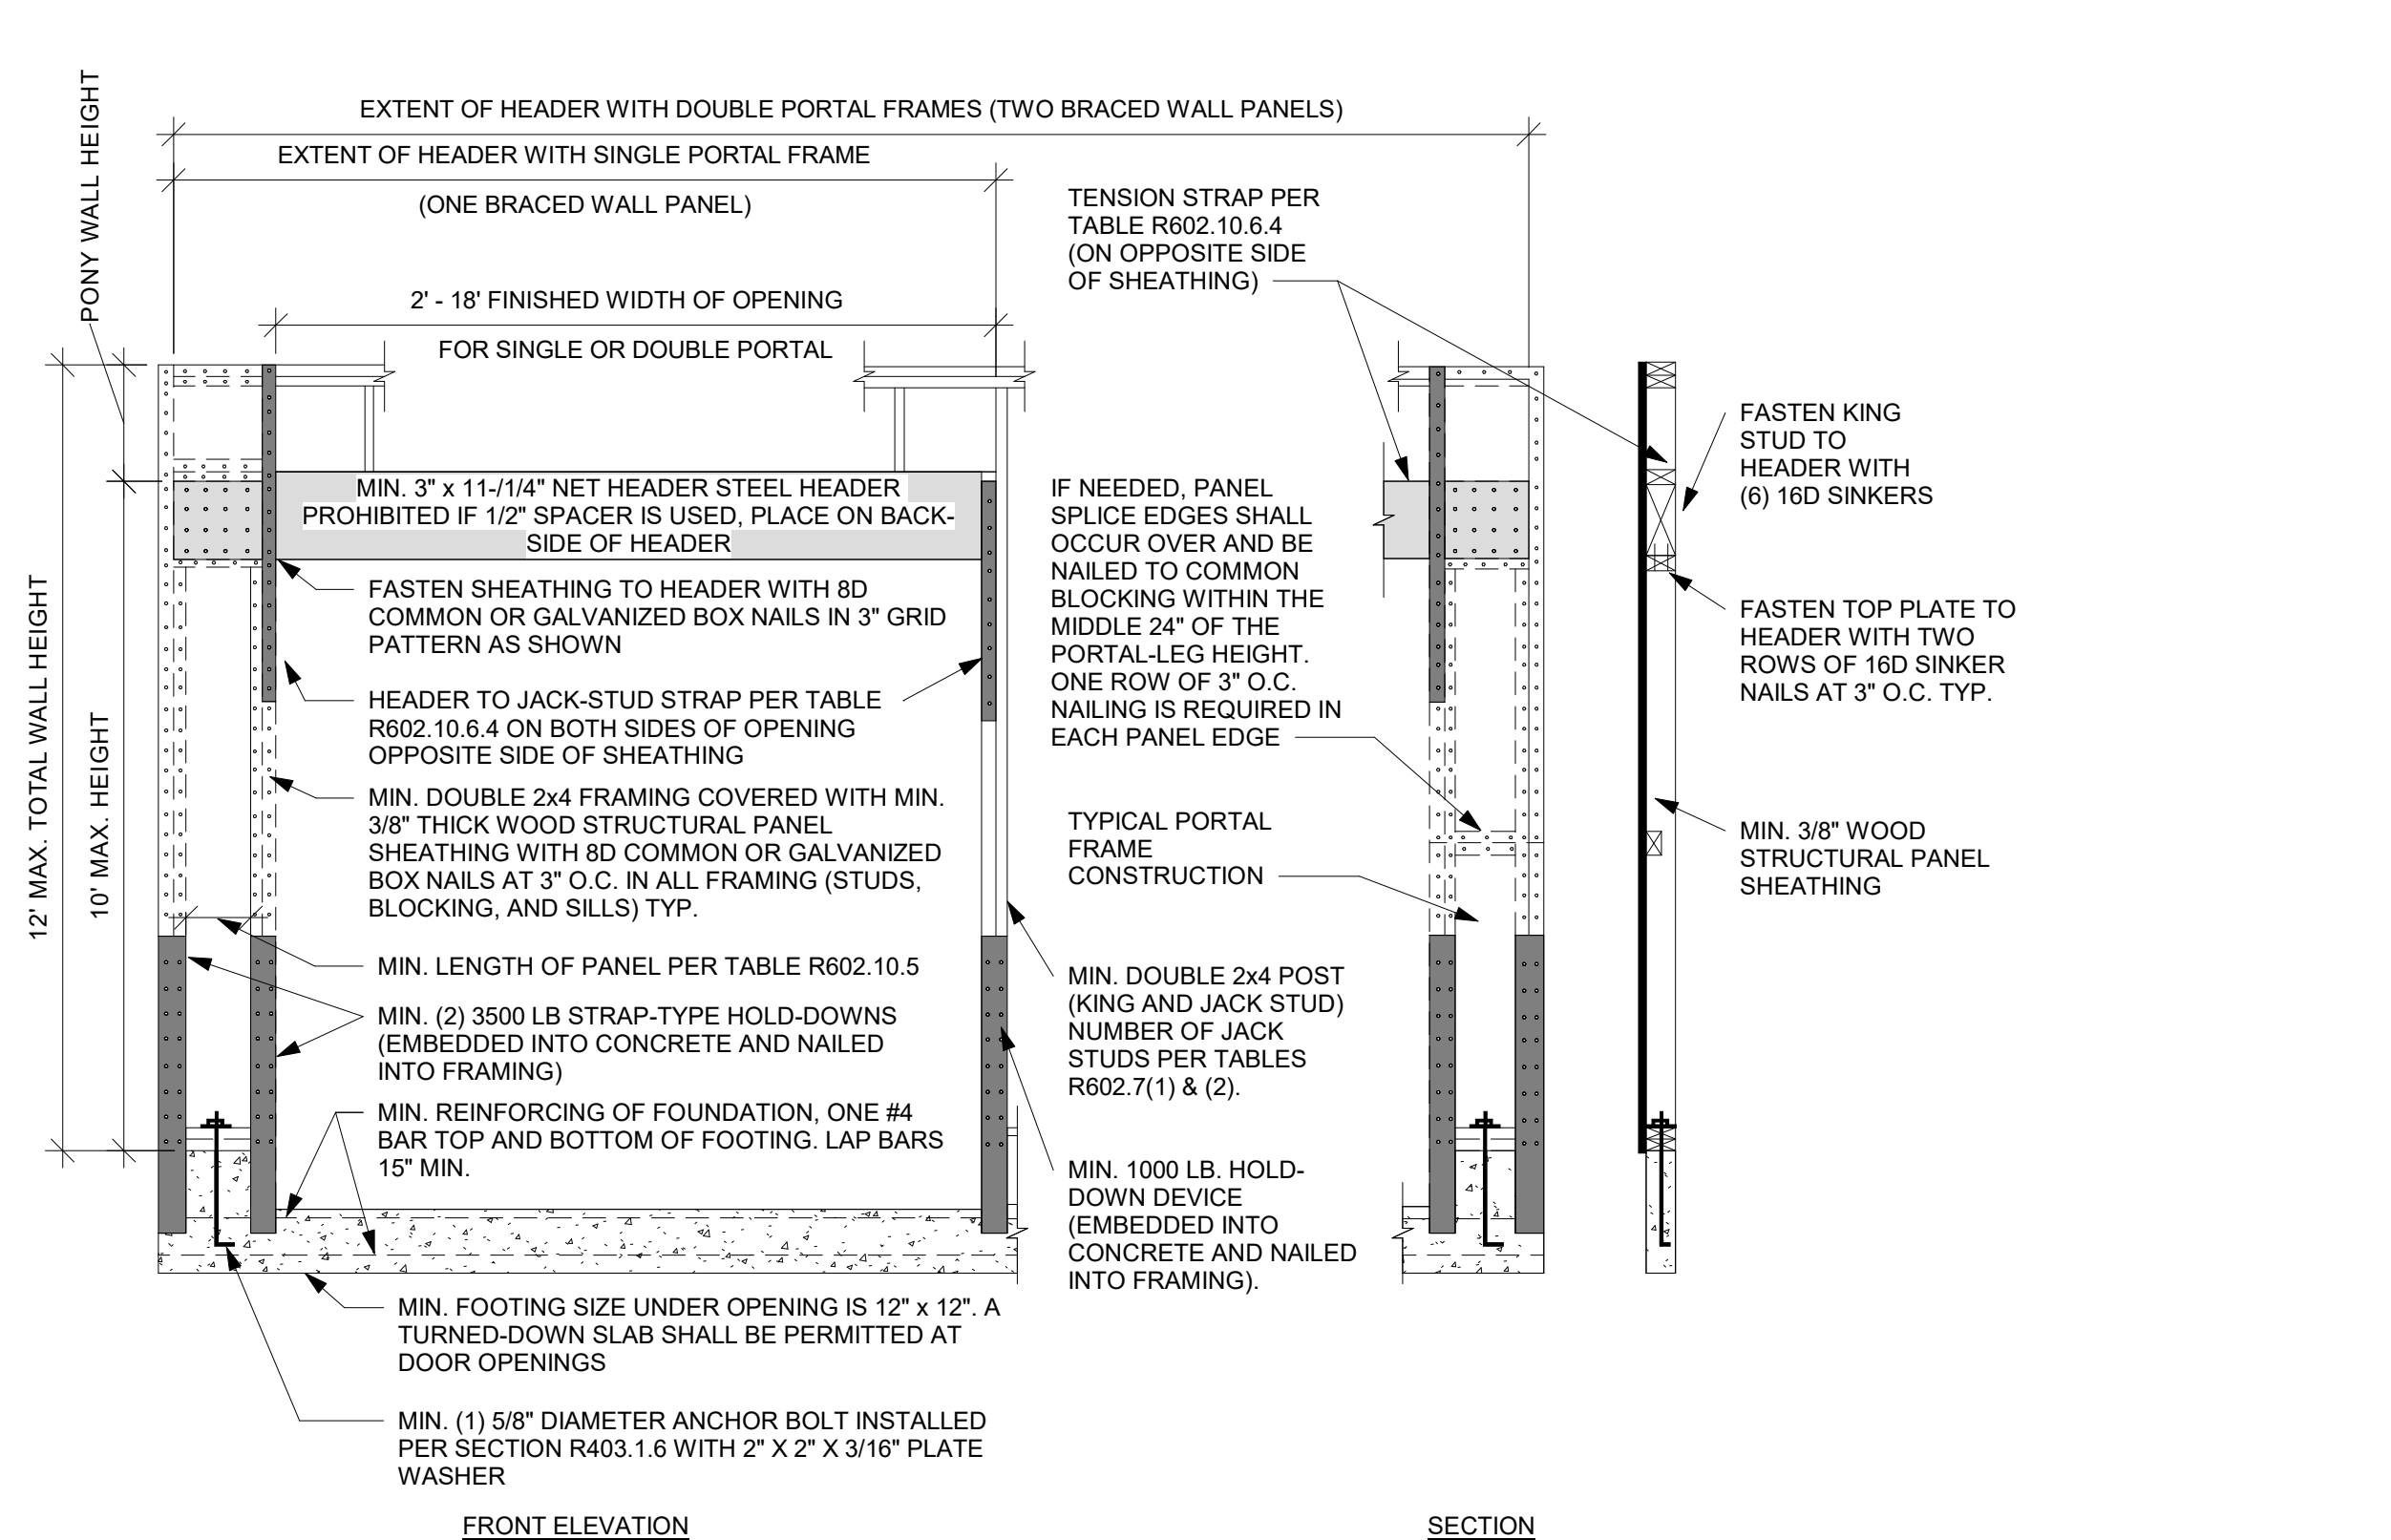 EXTENT OF HEADER WITH DOUBLE PORTAL FRAMES (TWO BRACED WALL PANELS)
EXTENT OF HEADER WITH SINGLE PORTAL FRAME
(ONE BRACED WALL PANEL)
2' - 18' FINISHED WIDTH OF OPENING
FOR SINGLE OR DOUBLE PORTAL
PONY WALL HEIGHT
12' MAX. TOTAL WALL HEIGHT
10' MAX. HEIGHT
MIN. 3" x 11-/1/4" NET HEADER STEEL HEADER
PROHIBITED IF 1/2" SPACER IS USED, PLACE ON BACK-
SIDE OF HEADER
FASTEN SHEATHING TO HEADER WITH 8D
COMMON OR GALVANIZED BOX NAILS IN 3" GRID
PATTERN AS SHOWN
HEADER TO JACK-STUD STRAP PER TABLE
R602.10.6.4 ON BOTH SIDES OF OPENING
OPPOSITE SIDE OF SHEATHING
MIN. DOUBLE 2x4 FRAMING COVERED WITH MIN.
3/8" THICK WOOD STRUCTURAL PANEL
SHEATHING WITH 8D COMMON OR GALVANIZED
BOX NAILS AT 3" O.C. IN ALL FRAMING (STUDS,
BLOCKING, AND SILLS) TYP.
MIN. LENGTH OF PANEL PER TABLE R602.10.5
MIN. (2) 3500 LB STRAP-TYPE HOLD-DOWNS
(EMBEDDED INTO CONCRETE AND NAILED
INTO FRAMING)
MIN. REINFORCING OF FOUNDATION, ONE #4
BAR TOP AND BOTTOM OF FOOTING. LAP BARS
15" MIN.
MIN. FOOTING SIZE UNDER OPENING IS 12" x 12". A
TURNED-DOWN SLAB SHALL BE PERMITTED AT
DOOR OPENINGS
MIN. (1) 5/8" DIAMETER ANCHOR BOLT INSTALLED
PER SECTION R403.1.6 WITH 2" X 2" X 3/16" PLATE
WASHER
FRONT ELEVATION
TENSION STRAP PER
TABLE R602.10.6.4
(ON OPPOSITE SIDE
OF SHEATHING)
IF NEEDED, PANEL
SPLICE EDGES SHALL
OCCUR OVER AND BE
NAILED TO COMMON
BLOCKING WITHIN THE
MIDDLE 24" OF THE
PORTAL-LEG HEIGHT.
ONE ROW OF 3" O.C.
NAILING IS REQUIRED IN
EACH PANEL EDGE
TYPICAL PORTAL
FRAME
CONSTRUCTION
MIN. DOUBLE 2x4 POST
(KING AND JACK STUD)
NUMBER OF JACK
STUDS PER TABLES
R602.7(1) & (2).
MIN. 1000 LB. HOLD-
DOWN DEVICE
(EMBEDDED INTO
CONCRETE AND NAILED
INTO FRAMING).
FASTEN KING
STUD TO
HEADER WITH
(6) 16D SINKERS
FASTEN TOP PLATE TO
HEADER WITH TWO
ROWS OF 16D SINKER
NAILS AT 3" O.C. TYP.
MIN. 3/8" WOOD
STRUCTURAL PANEL
SHEATHING
SECTION